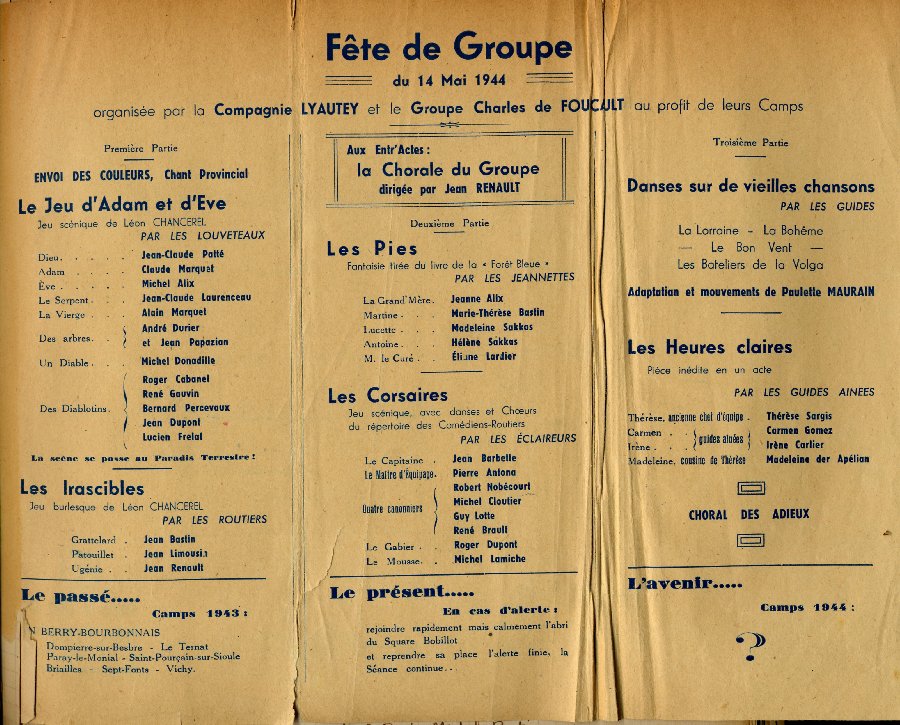 Fête de Groupe
du 14 Mai 1944
organisée par la Compagnie LYAUTEY et le Groupe Charles de FOUCAULT au profit de leurs Camps
Première Partie
ENVOI DES COULEURS, Chant Provincial
Le Jeu d'Adam et d'Eve
Jeu scénique de Léon CHANCEREL
PAR LES LOUVETEAUX
Dieu. . . . . Jean-Claude Patté
Adam . . . . Claude Marquet
Ève . . . . . Michel Alix
Le Serpent . . . Jean-Claude Laurenceau
La Vierge . . . Alain Marquet
Des arbres. . . { André Durier
et Jean Papazian
Un Diable . . . Michel Donadille
Des Diablotins. . { Roger Cabanel
René Gauvin
Bernard Percevaux
Jean Dupont
Lucien Frelat
La scène se passe au Paradis Terrestre !
Les Irascibles
Jeu burlesque de Léon CHANCEREL
PAR LES ROUTIERS
Grattelard . Jean Bastin
Patouillet . Jean Limousin
Ugénie . . Jean Renault
Le passé.....
Camps 1943 :
N BERRY-BOURBONNAIS
Dompierre-sur-Besbre - Le Ternat
Paray-le-Monial - Saint-Pourçain-sur-Sioule
Briailles - Sept-Fonts - Vichy.
Aux Entr'Actes :
la Chorale du Groupe
dirigée par Jean RENAULT
Deuxième Partie
Les Pies
Fantaisie tirée du livre de la « Forêt Bleue »
PAR LES JEANNETTES
La Grand'Mère. Jeanne Alix
Martine . . . Marie-Thérèse Bastin
Lucette . . . Madeleine Sakkas
Antoine . . . Hélène Sakkas
M. le Curé . . Éliane Lardier
Les Corsaires
Jeu scénique, avec danses et Chœurs
du répertoire des Comédiens-Routiers
PAR LES ÉCLAIREURS
Le Capitaine . Jean Barbelle
Le Maître d'Équipage. Pierre Antona
Quatre canonniers { Robert Nobécourt
Michel Cloutier
Guy Lotte
René Brault
Le Gabier . . Roger Dupont
Le Mousse. . . Michel Lamiche
Le présent.....
En cas d'alerte :
rejoindre rapidement mais calmement l'abri
du Square Bobillot
et reprendre sa place l'alerte finie, la
Séance continue...
Troisième Partie
Danses sur de vieilles chansons
PAR LES GUIDES
La Lorraine - La Bohême
— Le Bon Vent —
Les Bateliers de la Volga
Adaptation et mouvements de Paulette MAURAIN
Les Heures claires
Pièce inédite en un acte
PAR LES GUIDES AINEES
Thérèse, ancienne chef d'équipe . Thérèse Sargis
Carmen . . } guides aînées { Carmen Gomez
Irène . . . Irène Carlier
Madeleine, cousine de Thérèse Madeleine der Apélian
CHORAL DES ADIEUX
L'avenir.....
Camps 1944 :
?